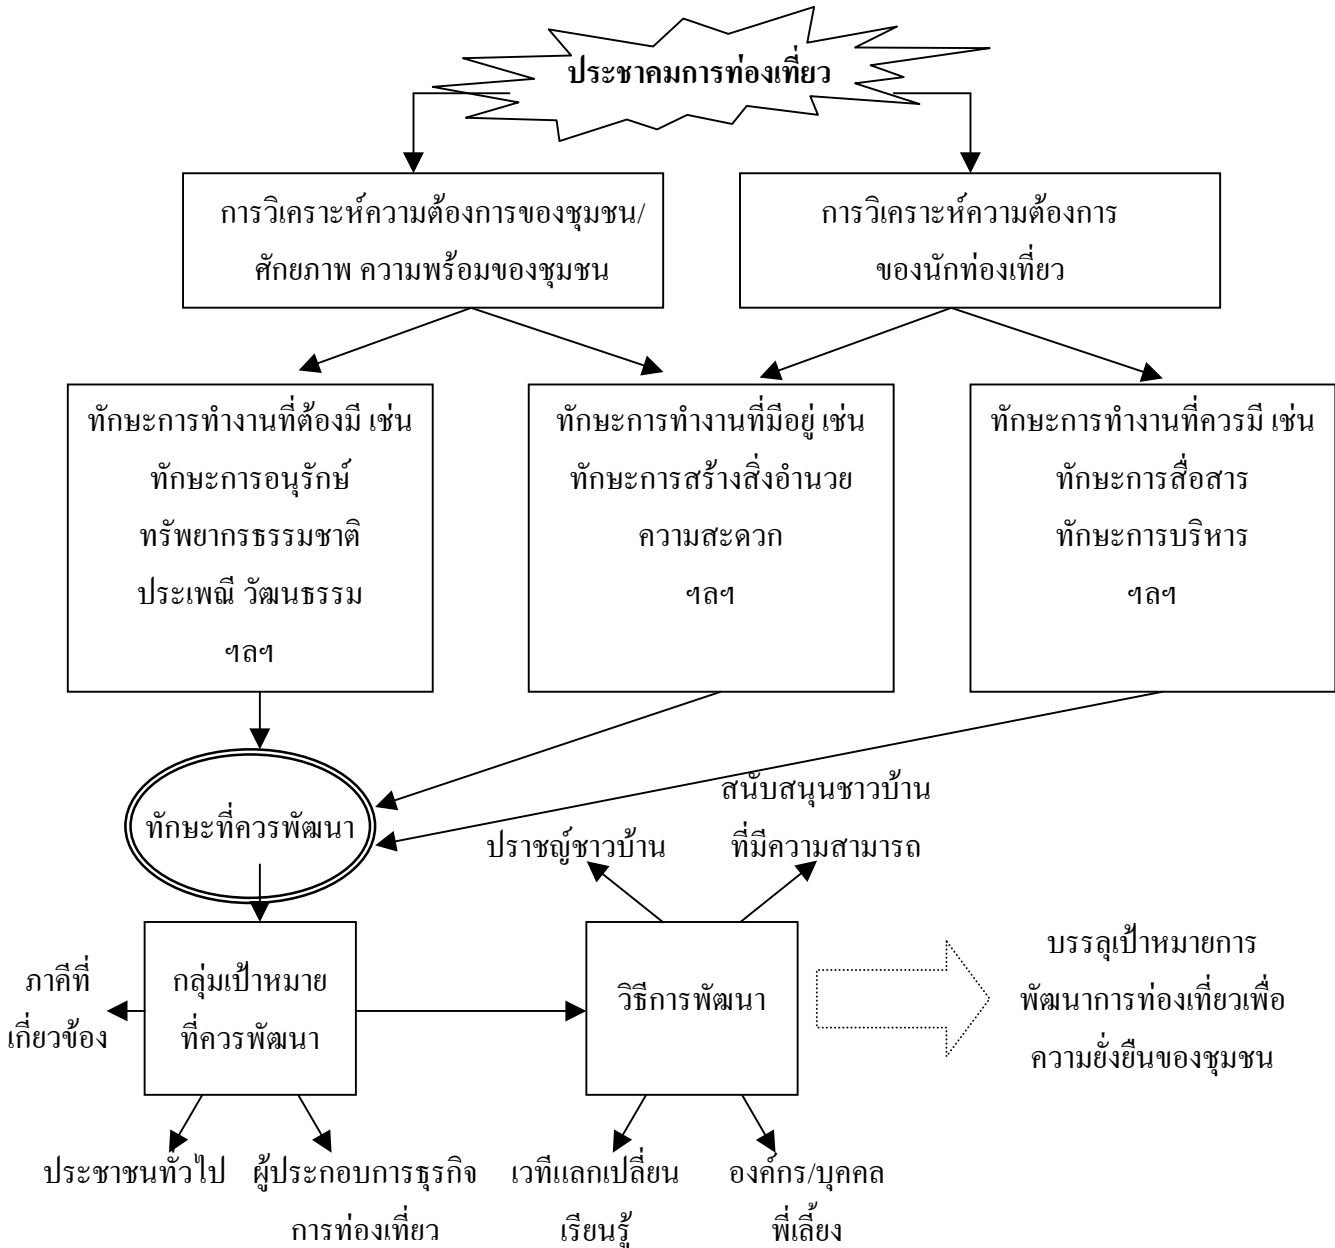 ประชาคมการท่องเที่ยว
การวิเคราะห์ความต้องการของชุมชน/
ศักยภาพ ความพร้อมของชุมชน
การวิเคราะห์ความต้องการ
ของนักท่องเที่ยว
ทักษะการทำงานที่ต้องมี เช่น
ทักษะการอนุรักษ์
ทรัพยากรธรรมชาติ
ประเพณี วัฒนธรรม
ฯลฯ
ทักษะการทำงานที่มีอยู่ เช่น
ทักษะการสร้างสิ่งอำนวย
ความสะดวก
ฯลฯ
ทักษะการทำงานที่ควรมี เช่น
ทักษะการสื่อสาร
ทักษะการบริหาร
ฯลฯ
ทักษะที่ควรพัฒนา
ปราชญ์ชาวบ้าน
สนับสนุนชาวบ้าน
ที่มีความสามารถ
ภาคีที่
เกี่ยวข้อง
กลุ่มเป้าหมาย
ที่ควรพัฒนา
วิธีการพัฒนา
บรรลุเป้าหมายการ
พัฒนาการท่องเที่ยวเพื่อ
ความยั่งยืนของชุมชน
ประชาชนทั่วไป
ผู้ประกอบการธุรกิจ
การท่องเที่ยว
เวทีแลกเปลี่ยน
เรียนรู้
องค์กร/บุคคล
พี่เลี้ยง